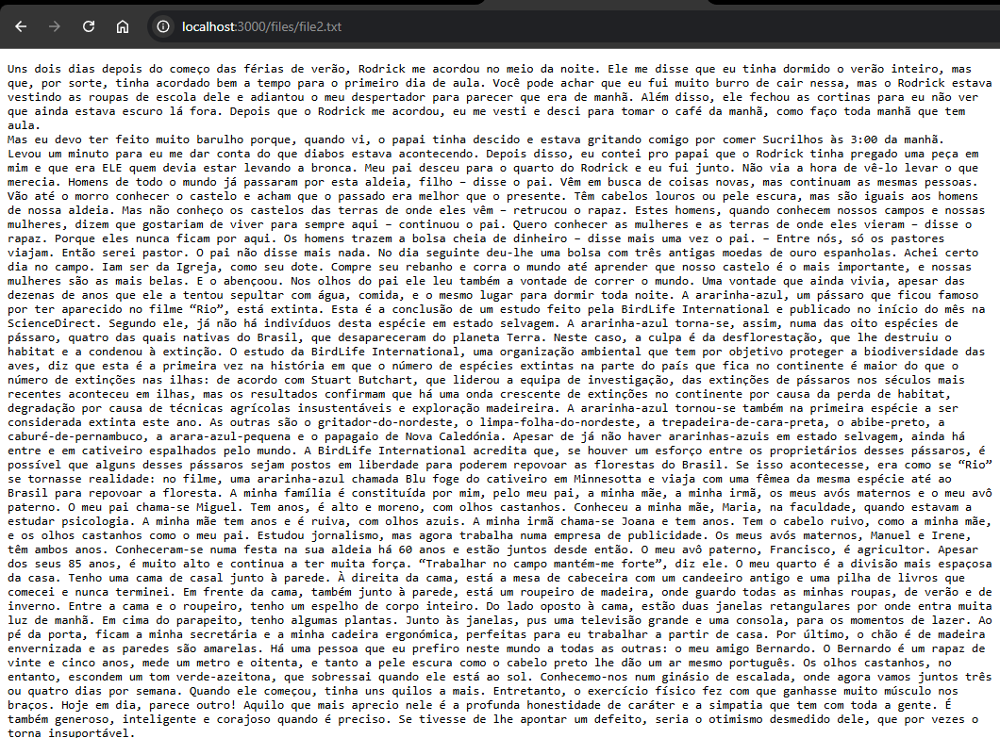 localhost:3000/files/file2.txt
Uns dois dias depois do começo das férias de verão, Rodrick me acordou no meio da noite. Ele me disse que eu tinha dormido o verão inteiro, mas
que, por sorte, tinha acordado bem a tempo para o primeiro dia de aula. Você pode achar que eu fui muito burro de cair nessa, mas o Rodrick estava
vestindo as roupas de escola dele e adiantou o meu despertador para parecer que era de manhã. Além disso, ele fechou as cortinas para eu não ver
que ainda estava escuro lá fora. Depois que o Rodrick me acordou, eu me vesti e desci para tomar o café da manhã, como faço toda manhã que tem
aula.
Mas eu devo ter feito muito barulho porque, quando vi, o papai tinha descido e estava gritando comigo por comer Sucrilhos às 3:00 da manhã.
Levou um minuto para eu me dar conta do que diabos estava acontecendo. Depois disso, eu contei pro papai que o Rodrick tinha pregado uma peça em
mim e que era ELE quem devia estar levando a bronca. Meu pai desceu para o quarto do Rodrick e eu fui junto. Não via a hora de vê-lo levar o que
merecia. Homens de todo o mundo já passaram por esta aldeia, filho – disse o pai. Vêm em busca de coisas novas, mas continuam as mesmas pessoas.
Vão até o morro conhecer o castelo e acham que o passado era melhor que o presente. Têm cabelos louros ou pele escura, mas são iguais aos homens
de nossa aldeia. Mas não conheço os castelos das terras de onde eles vêm – retrucou o rapaz. Estes homens, quando conhecem nossos campos e nossas
mulheres, dizem que gostariam de viver para sempre aqui – continuou o pai. Quero conhecer as mulheres e as terras de onde eles vieram – disse o
rapaz. Porque eles nunca ficam por aqui. Os homens trazem a bolsa cheia de dinheiro – disse mais uma vez o pai. – Entre nós, só os pastores
viajam. Então serei pastor. O pai não disse mais nada. No dia seguinte deu-lhe uma bolsa com três antigas moedas de ouro espanholas. Achei certo
dia no campo. Iam ser da Igreja, como seu dote. Compre seu rebanho e corra o mundo até aprender que nosso castelo é o mais importante, e nossas
mulheres são as mais belas. E o abençoou. Nos olhos do pai ele leu também a vontade de correr o mundo. Uma vontade que ainda vivia, apesar das
dezenas de anos que ele a tentou sepultar com água, comida, e o mesmo lugar para dormir toda noite. A ararinha-azul, um pássaro que ficou famoso
por ter aparecido no filme “Rio”, está extinta. Esta é a conclusão de um estudo feito pela BirdLife International e publicado no início do mês na
ScienceDirect. Segundo ele, já não há indivíduos desta espécie em estado selvagem. A ararinha-azul torna-se, assim, numa das oito espécies de
pássaro, quatro das quais nativas do Brasil, que desapareceram do planeta Terra. Neste caso, a culpa é da desflorestação, que lhe destruiu o
habitat e a condenou à extinção. O estudo da BirdLife International, uma organização ambiental que tem por objetivo proteger a biodiversidade das
aves, diz que esta é a primeira vez na história em que o número de espécies extintas na parte do país que fica no continente é maior do que o
número de extinções nas ilhas: de acordo com Stuart Butchart, que liderou a equipa de investigação, das extinções de pássaros nos séculos mais
recentes aconteceu em ilhas, mas os resultados confirmam que há uma onda crescente de extinções no continente por causa da perda de habitat,
degradação por causa de técnicas agrícolas insustentáveis e exploração madeireira. A ararinha-azul tornou-se também na primeira espécie a ser
considerada extinta este ano. As outras são o gritador-do-nordeste, o limpa-folha-do-nordeste, a trepadeira-de-cara-preta, o abibe-preto, a
caburé-de-pernambuco, a arara-azul-pequena e o papagaio de Nova Caledónia. Apesar de já não haver ararinhas-azuis em estado selvagem, ainda há
entre e em cativeiro espalhados pelo mundo. A BirdLife International acredita que, se houver um esforço entre os proprietários desses pássaros, é
possível que alguns desses pássaros sejam postos em liberdade para poderem repovoar as florestas do Brasil. Se isso acontecesse, era como se “Rio”
se tornasse realidade: no filme, uma ararinha-azul chamada Blu foge do cativeiro em Minnesotta e viaja com uma fêmea da mesma espécie até ao
Brasil para repovoar a floresta. A minha família é constituída por mim, pelo meu pai, a minha mãe, a minha irmã, os meus avós maternos e o meu avô
paterno. O meu pai chama-se Miguel. Tem anos, é alto e moreno, com olhos castanhos. Conheceu a minha mãe, Maria, na faculdade, quando estavam a
estudar psicologia. A minha mãe tem anos e é ruiva, com olhos azuis. A minha irmã chama-se Joana e tem anos. Tem o cabelo ruivo, como a minha mãe,
e os olhos castanhos como o meu pai. Estudou jornalismo, mas agora trabalha numa empresa de publicidade. Os meus avós maternos, Manuel e Irene,
têm ambos anos. Conheceram-se numa festa na sua aldeia há 60 anos e estão juntos desde então. O meu avô paterno, Francisco, é agricultor. Apesar
dos seus 85 anos, é muito alto e continua a ter muita força. “Trabalhar no campo mantém-me forte”, diz ele. O meu quarto é a divisão mais espaçosa
da casa. Tenho uma cama de casal junto à parede. À direita da cama, está a mesa de cabeceira com um candeeiro antigo e uma pilha de livros que
comecei e nunca terminei. Em frente da cama, também junto à parede, está um roupeiro de madeira, onde guardo todas as minhas roupas, de verão e de
inverno. Entre a cama e o roupeiro, tenho um espelho de corpo inteiro. Do lado oposto à cama, estão duas janelas retangulares por onde entra muita
luz de manhã. Em cima do parapeito, tenho algumas plantas. Junto às janelas, pus uma televisão grande e uma consola, para os momentos de lazer. Ao
pé da porta, ficam a minha secretária e a minha cadeira ergonómica, perfeitas para eu trabalhar a partir de casa. Por último, o chão é de madeira
envernizada e as paredes são amarelas. Há uma pessoa que eu prefiro neste mundo a todas as outras: o meu amigo Bernardo. O Bernardo é um rapaz de
vinte e cinco anos, mede um metro e oitenta, e tanto a pele escura como o cabelo preto lhe dão um ar mesmo português. Os olhos castanhos, no
entanto, escondem um tom verde-azeitona, que sobressai quando ele está ao sol. Conhecemo-nos num ginásio de escalada, onde agora vamos juntos três
ou quatro dias por semana. Quando ele começou, tinha uns quilos a mais. Entretanto, o exercício físico fez com que ganhasse muito músculo nos
braços. Hoje em dia, parece outro! Aquilo que mais aprecio nele é a profunda honestidade de caráter e a simpatia que tem com toda a gente. É
também generoso, inteligente e corajoso quando é preciso. Se tivesse de lhe apontar um defeito, seria o otimismo desmedido dele, que por vezes o
torna insuportável.